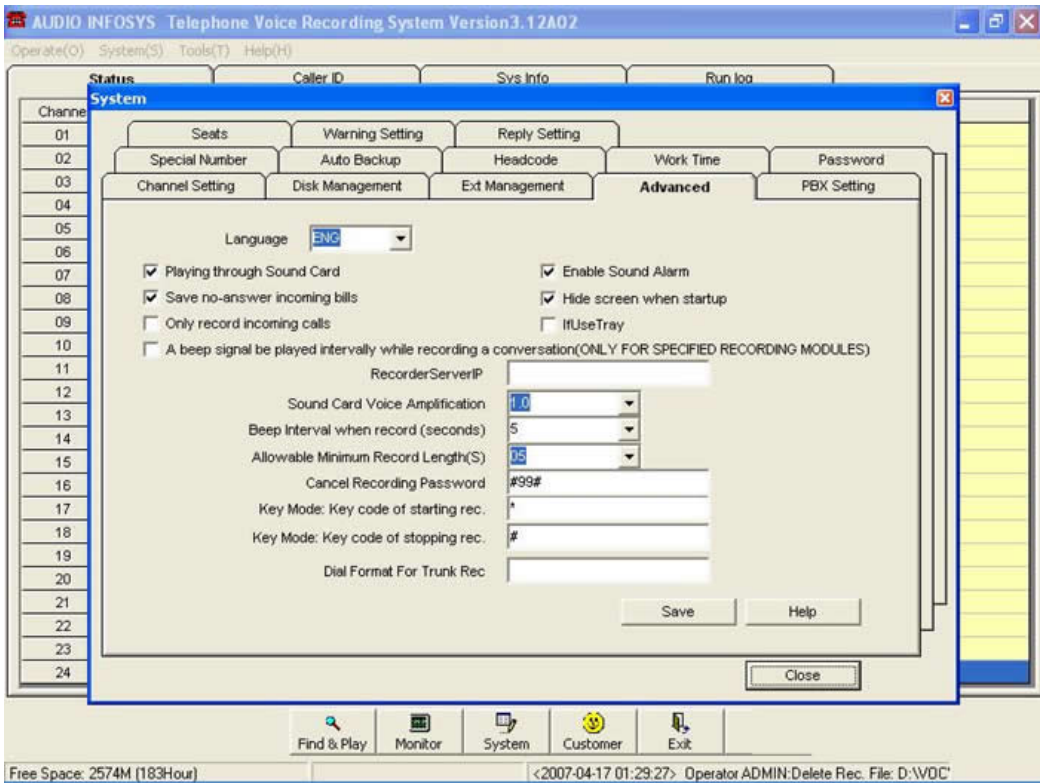 AUDIO INFOSYS Telephone Voice Recording System Version3.12A02
Operate(O) System(S) Tools(T) Help(H)
Status Caller ID Sys Info Run log
System
Channe
Seats Warning Setting Reply Setting
Special Number Auto Backup Headcode Work Time Password
Channel Setting Disk Management Ext Management Advanced PBX Setting
01
02
03
04
05
06
07
08
09
10
11
12
13
14
15
16
17
18
19
20
21
22
23
24
Language ENG
Playing through Sound Card Enable Sound Alarm
Save no-answer incoming bills Hide screen when startup
Only record incoming calls IfUseTray
A beep signal be played intervally while recording a conversation(ONLY FOR SPECIFIED RECORDING MODULES)
RecorderServerIP
Sound Card Voice Amplification 1.0
Beep Interval when record (seconds) 5
Allowable Minimum Record Length(S) 05
Cancel Recording Password #99#
Key Mode: Key code of starting rec. *
Key Mode: Key code of stopping rec. #
Dial Format For Trunk Rec
Save Help
Close
Find & Play Monitor System Customer Exit
Free Space: 2574M (183Hour) <2007-04-17 01:29:27> Operator ADMIN:Delete Rec. File: D:\VOC'